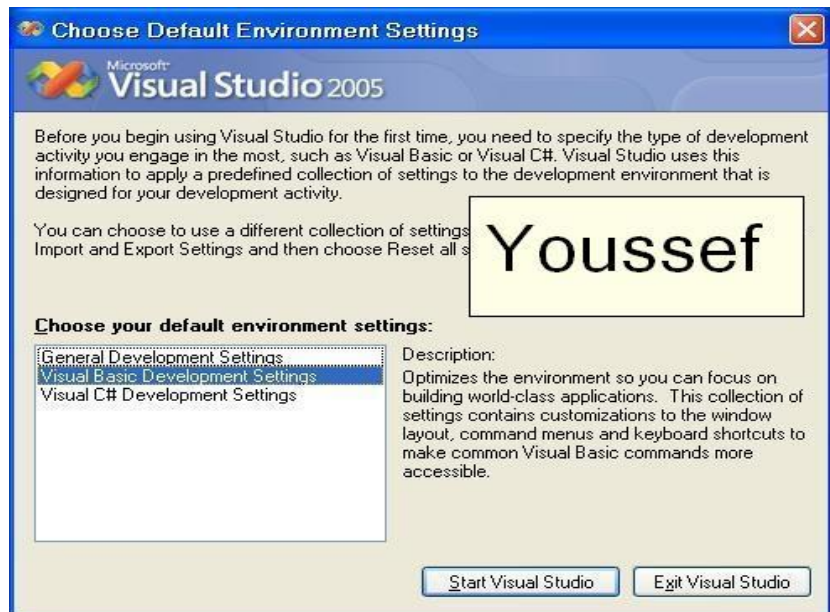 Choose Default Environment Settings
Microsoft
Visual Studio 2005
Before you begin using Visual Studio for the first time, you need to specify the type of development
activity you engage in the most, such as Visual Basic or Visual C#. Visual Studio uses this
information to apply a predefined collection of settings to the development environment that is
designed for your development activity.
You can choose to use a different collection of settings
Import and Export Settings and then choose Reset all s
Youssef
Choose your default environment settings:
General Development Settings
Visual Basic Development Settings
Visual C# Development Settings
Description:
Optimizes the environment so you can focus on
building world-class applications. This collection of
settings contains customizations to the window
layout, command menus and keyboard shortcuts to
make common Visual Basic commands more
accessible.
Start Visual Studio
Exit Visual Studio